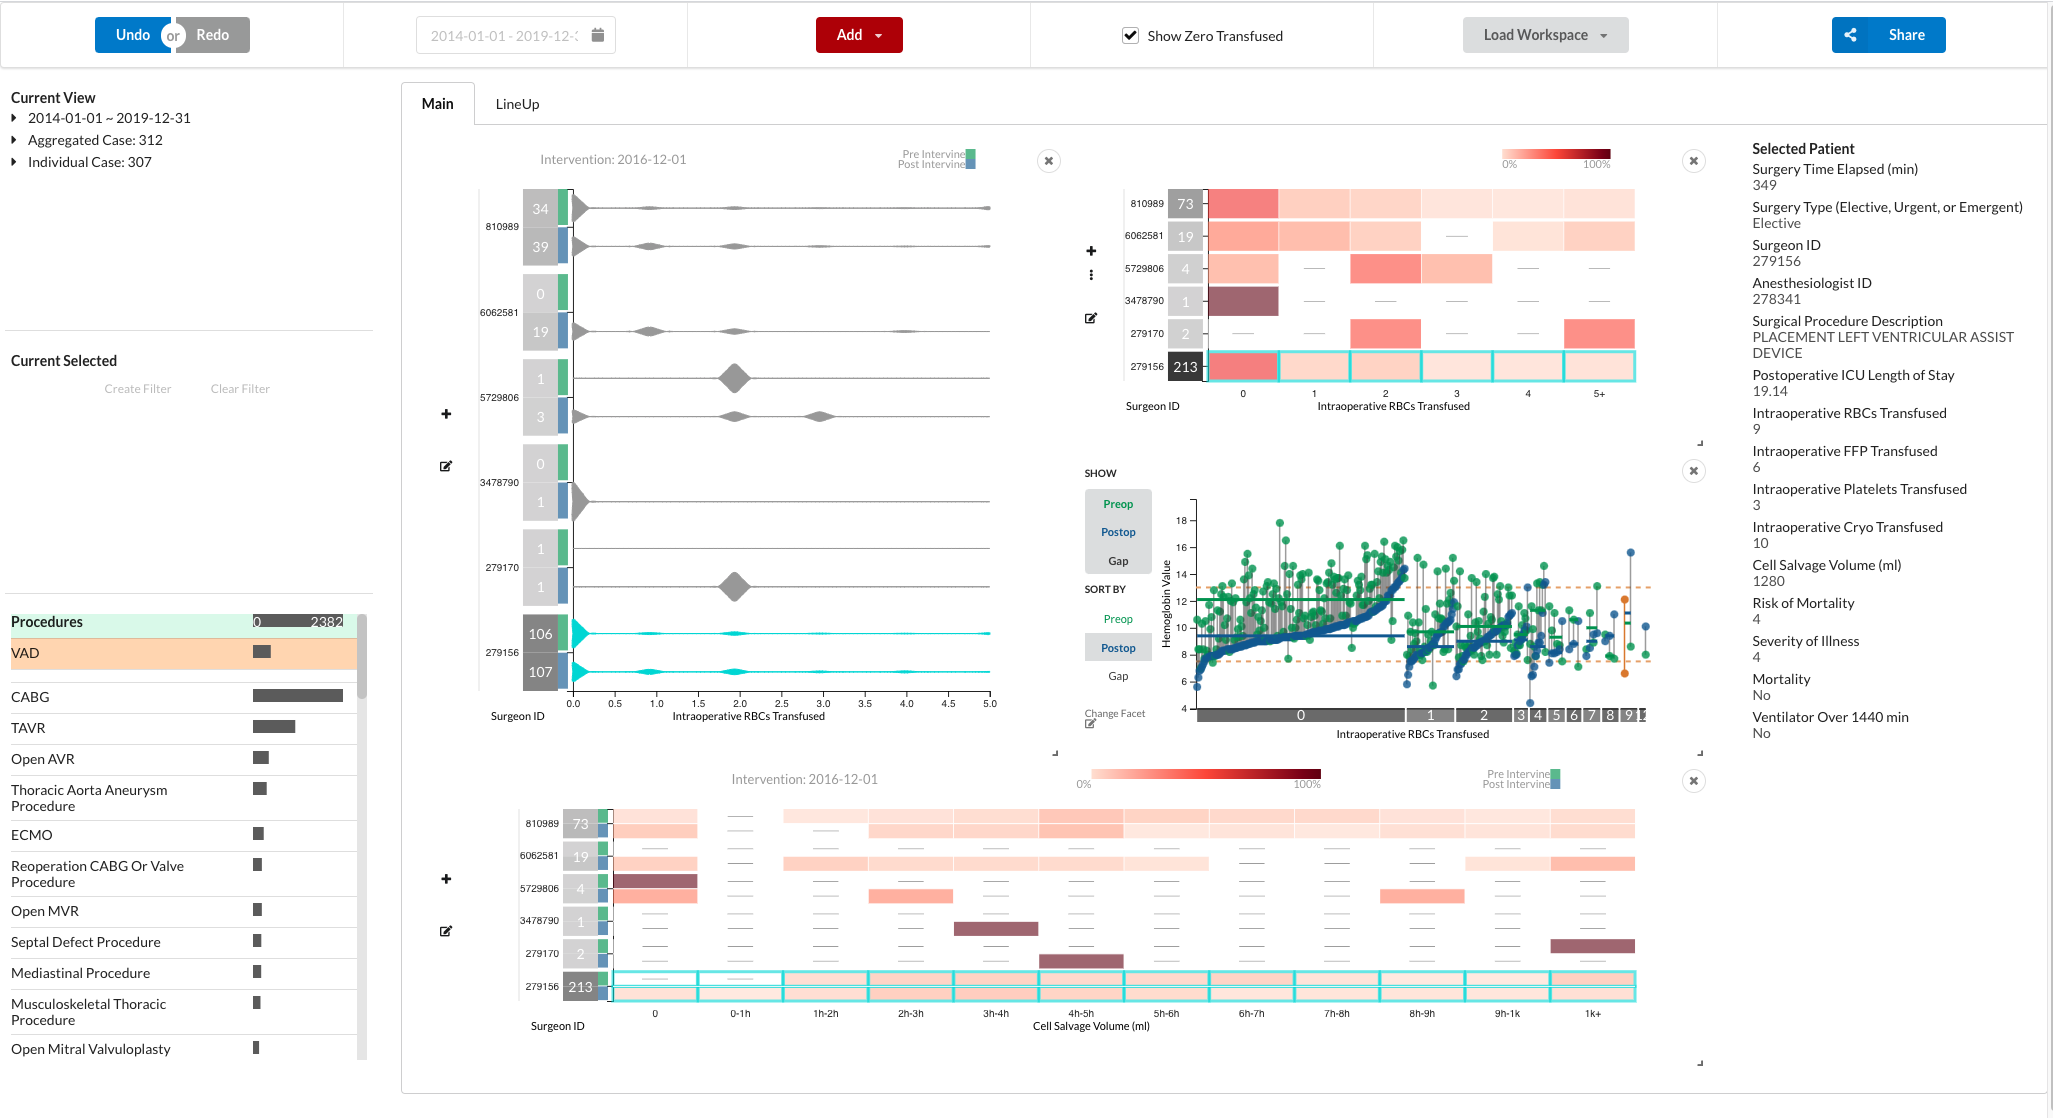 Undo or Redo
2014-01-01 - 2019-12-
Add
Show Zero Transfused
Load Workspace
Share
Current View
2014-01-01 ~ 2019-12-31
Aggregated Case: 312
Individual Case: 307
Current Selected
Create Filter Clear Filter
Procedures 0 2382
VAD
CABG
TAVR
Open AVR
Thoracic Aorta Aneurysm
Procedure
ECMO
Reoperation CABG Or Valve
Procedure
Open MVR
Septal Defect Procedure
Mediastinal Procedure
Musculoskeletal Thoracic
Procedure
Open Mitral Valvuloplasty
Main LineUp
Intervention: 2016-12-01
Pre Intervine
Post Intervine
34
810989
39
0
6062581
19
1
5729806
3
0
3478790
1
1
279170
1
106
279156
107
0.0 0.5 1.0 1.5 2.0 2.5 3.0 3.5 4.0 4.5 5.0
Surgeon ID Intraoperative RBCs Transfused
0% 100%
810989 73
6062581 19
5729806 4
3478790 1
279170 2
279156 213
0 1 2 3 4 5+
Surgeon ID Intraoperative RBCs Transfused
SHOW
Preop
Postop
Gap
SORT BY
Preop
Postop
Gap
Change Facet
Hemoglobin Value
18
16
14
12
10
8
6
4
0 1 2 3 4 5 6 7 8 9
Intraoperative RBCs Transfused
Intervention: 2016-12-01
0% 100%
Pre Intervine
Post Intervine
810989 73
6062581 19
5729806 4
3478790 1
279170 2
279156 213
0 0-1h 1h-2h 2h-3h 3h-4h 4h-5h 5h-6h 6h-7h 7h-8h 8h-9h 9h-1k 1k+
Surgeon ID Cell Salvage Volume (ml)
Selected Patient
Surgery Time Elapsed (min)
349
Surgery Type (Elective, Urgent, or Emergent)
Elective
Surgeon ID
279156
Anesthesiologist ID
278341
Surgical Procedure Description
PLACEMENT LEFT VENTRICULAR ASSIST
DEVICE
Postoperative ICU Length of Stay
19.14
Intraoperative RBCs Transfused
9
Intraoperative FFP Transfused
6
Intraoperative Platelets Transfused
3
Intraoperative Cryo Transfused
10
Cell Salvage Volume (ml)
1280
Risk of Mortality
4
Severity of Illness
4
Mortality
No
Ventilator Over 1440 min
No